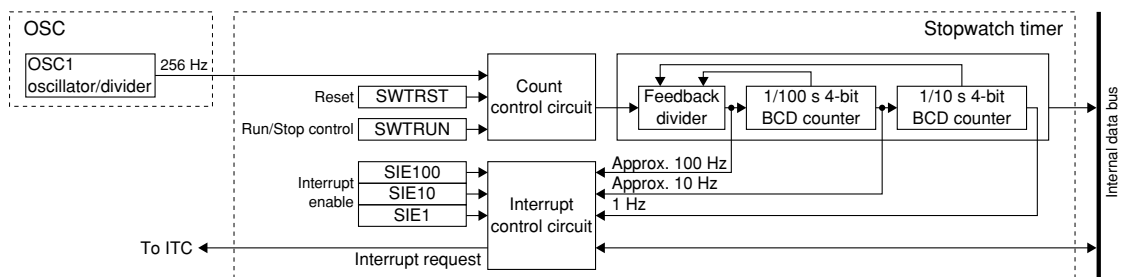 OSC
Stopwatch timer
OSC1
oscillator/divider
256 Hz
Reset
SWTRST
Run/Stop control
SWTRUN
Count
control circuit
Feedback
divider
1/100 s 4-bit
BCD counter
1/10 s 4-bit
BCD counter
Internal data bus
Interrupt
enable
SIE100
SIE10
SIE1
Interrupt
control circuit
Approx. 100 Hz
Approx. 10 Hz
1 Hz
To ITC
Interrupt request